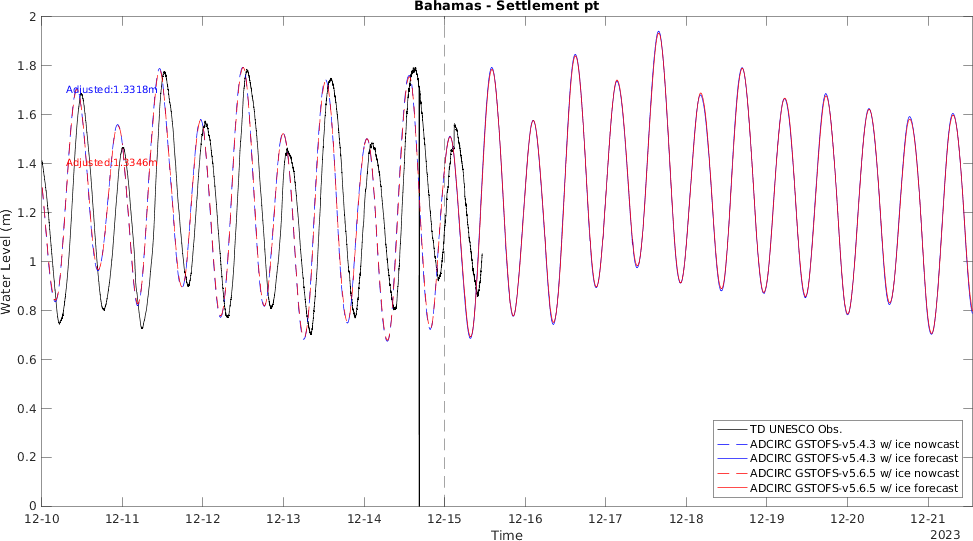 Bahamas - Settlement pt
2
1.8
1.6
1.4
1.2
1
0.8
0.6
0.4
0.2
0
Water Level (m)
Adjusted:1.3318m
Adjusted:1.3346m
TD UNESCO Obs.
ADCIRC GSTOFS-v5.4.3 w/ ice nowcast
ADCIRC GSTOFS-v5.4.3 w/ ice forecast
ADCIRC GSTOFS-v5.6.5 w/ ice nowcast
ADCIRC GSTOFS-v5.6.5 w/ ice forecast
12-10 12-11 12-12 12-13 12-14 12-15 12-16 12-17 12-18 12-19 12-20 12-21
Time
2023